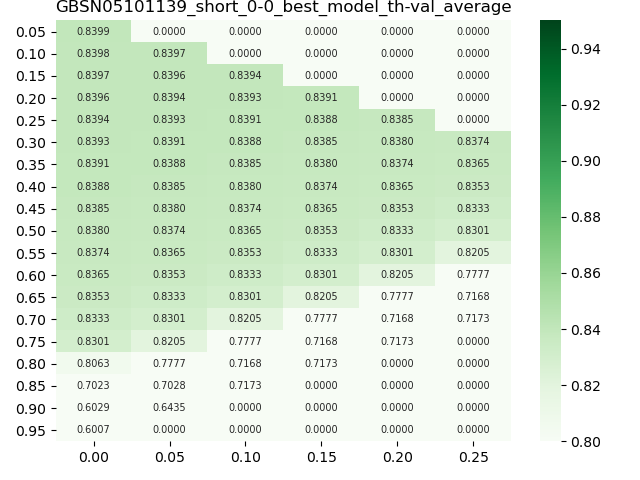 GBSN05101139_short_0-0_best_model_th-val_average
0.05 0.8399 0.0000 0.0000 0.0000 0.0000 0.0000
0.10 0.8398 0.8397 0.0000 0.0000 0.0000 0.0000
0.15 0.8397 0.8396 0.8394 0.0000 0.0000 0.0000
0.20 0.8396 0.8394 0.8393 0.8391 0.0000 0.0000
0.25 0.8394 0.8393 0.8391 0.8388 0.8385 0.0000
0.30 0.8393 0.8391 0.8388 0.8385 0.8380 0.8374
0.35 0.8391 0.8388 0.8385 0.8380 0.8374 0.8365
0.40 0.8388 0.8385 0.8380 0.8374 0.8365 0.8353
0.45 0.8385 0.8380 0.8374 0.8365 0.8353 0.8333
0.50 0.8380 0.8374 0.8365 0.8353 0.8333 0.8301
0.55 0.8374 0.8365 0.8353 0.8333 0.8301 0.8205
0.60 0.8365 0.8353 0.8333 0.8301 0.8205 0.7777
0.65 0.8353 0.8333 0.8301 0.8205 0.7777 0.7168
0.70 0.8333 0.8301 0.8205 0.7777 0.7168 0.7173
0.75 0.8301 0.8205 0.7777 0.7168 0.7173 0.0000
0.80 0.8063 0.7777 0.7168 0.7173 0.0000 0.0000
0.85 0.7023 0.7028 0.7173 0.0000 0.0000 0.0000
0.90 0.6029 0.6435 0.0000 0.0000 0.0000 0.0000
0.95 0.6007 0.0000 0.0000 0.0000 0.0000 0.0000
0.00 0.05 0.10 0.15 0.20 0.25
0.94
0.92
0.90
0.88
0.86
0.84
0.82
0.80